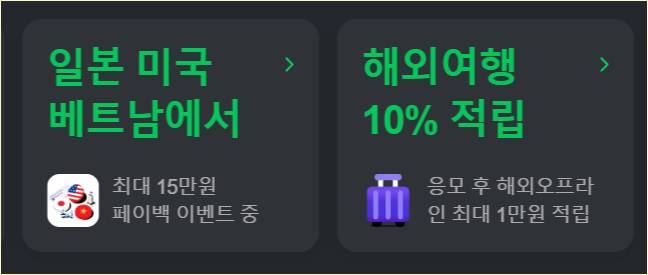 일본 미국
베트남에서
최대 15만원
페이백 이벤트 중
해외여행
10% 적립
응모 후 해외오프라
인 최대 1만원 적립